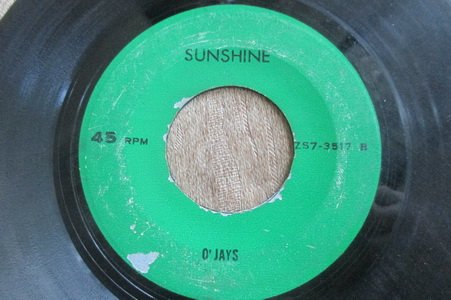 SUNSHINE
45 RPM
ZS7-3517 B
O'JAYS